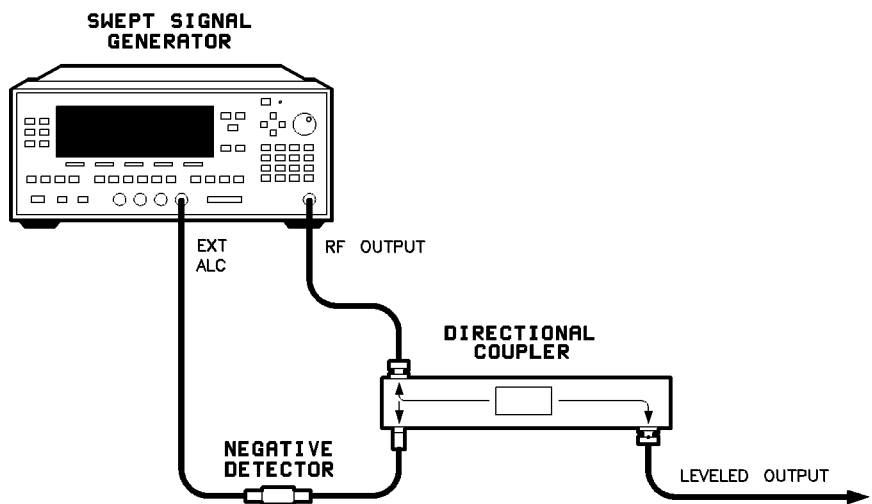 SWEPT SIGNAL
GENERATOR
EXT
ALC
RF OUTPUT
DIRECTIONAL
COUPLER
NEGATIVE
DETECTOR
LEVELED OUTPUT